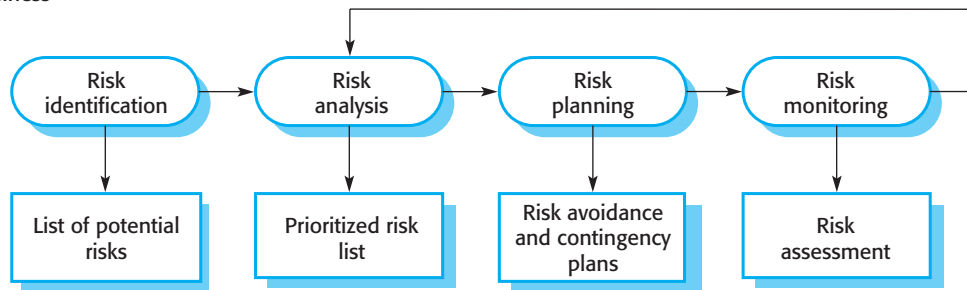 Risk
identification
Risk
analysis
Risk
planning
Risk
monitoring
List of potential
risks
Prioritized risk
list
Risk avoidance
and contingency
plans
Risk
assessment